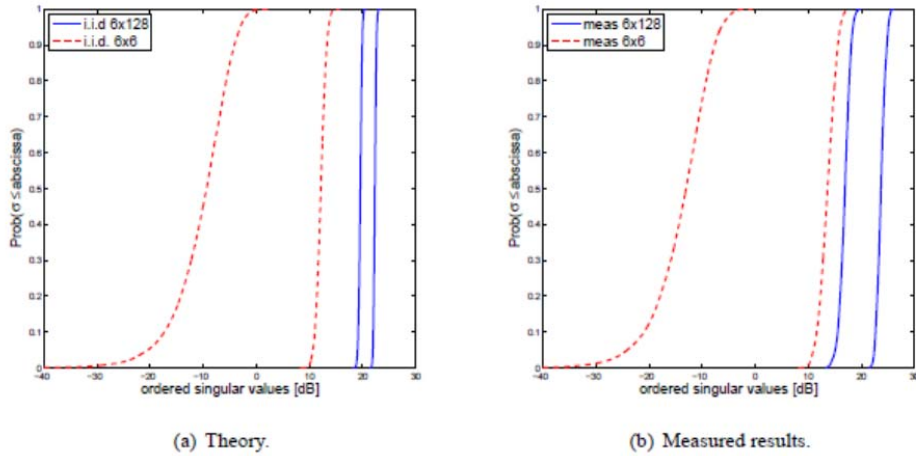 1
0.9
0.8
0.7
0.6
0.5
0.4
0.3
0.2
0.1
0
Prob(σ ≤ abscissa)
i.i.d 6x128
i.i.d. 6x6
-40 -30 -20 -10 0 10 20 30
ordered singular values [dB]
(a) Theory.
1
0.9
0.8
0.7
0.6
0.5
0.4
0.3
0.2
0.1
0
Prob(σ ≤ abscissa)
meas 6x128
meas 6x6
-40 -30 -20 -10 0 10 20 30
ordered singular values [dB]
(b) Measured results.